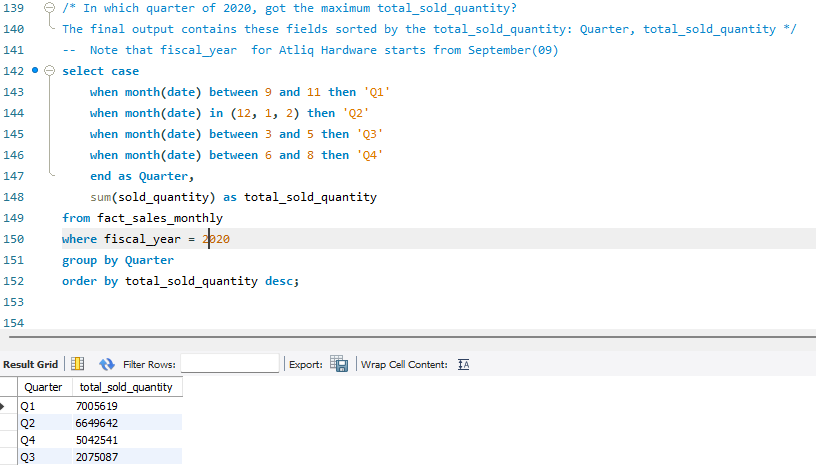 139 /* In which quarter of 2020, got the maximum total_sold_quantity?
140 The final output contains these fields sorted by the total_sold_quantity: Quarter, total_sold_quantity */
141 -- Note that fiscal_year  for Atliq Hardware starts from September(09)
142 select case
143 when month(date) between 9 and 11 then 'Q1'
144 when month(date) in (12, 1, 2) then 'Q2'
145 when month(date) between 3 and 5 then 'Q3'
146 when month(date) between 6 and 8 then 'Q4'
147 end as Quarter,
148 sum(sold_quantity) as total_sold_quantity
149 from fact_sales_monthly
150 where fiscal_year = 2020
151 group by Quarter
152 order by total_sold_quantity desc;
153
154
Result Grid Filter Rows: Export: Wrap Cell Content: IA
Quarter total_sold_quantity
Q1 7005619
Q2 6649642
Q4 5042541
Q3 2075087